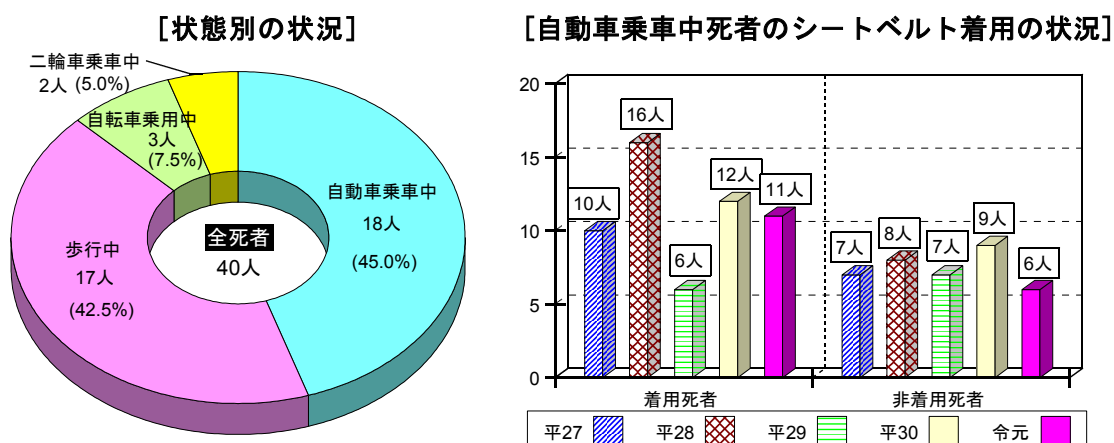 [状態別の状況]
二輪車乗車中
2人 (5.0%)
自転車乗用中
3人
(7.5%)
自動車乗車中
18人
(45.0%)
歩行中
17人
(42.5%)
全死者
40人
[自動車乗車中死者のシートベルト着用の状況]
20
15
10
5
0
10人
16人
6人
12人
11人
7人
8人
7人
9人
6人
着用死者
非着用死者
平27
平28
平29
平30
令元